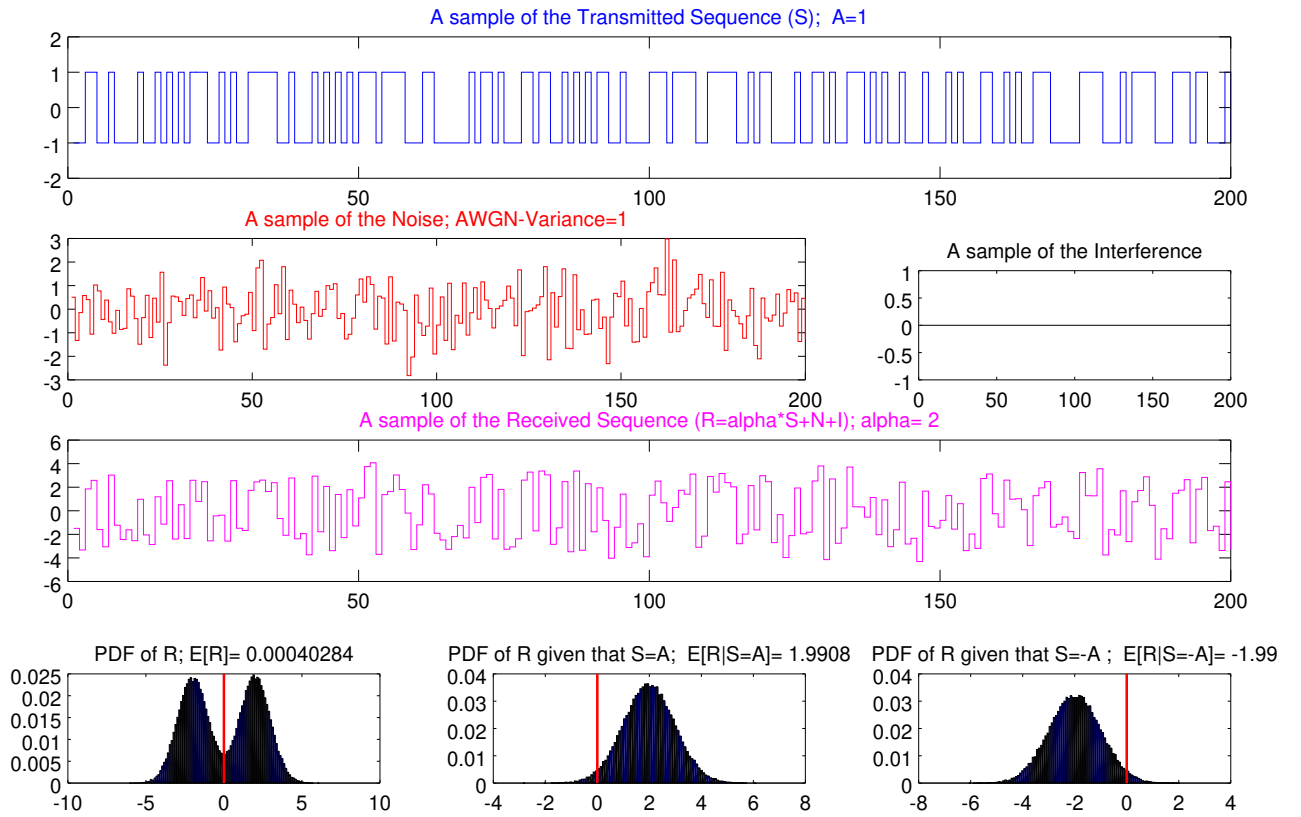 A sample of the Transmitted Sequence (S);  A=1
2
1
0
-1
-2
0 50 100 150 200
A sample of the Noise; AWGN-Variance=1
3
2
1
0
-1
-2
-3
0 50 100 150 200
A sample of the Interference
1
0.5
0
-0.5
-1
0 50 100 150 200
A sample of the Received Sequence (R=alpha*S+N+I); alpha= 2
6
4
2
0
-2
-4
-6
0 50 100 150 200
PDF of R; E[R]= 0.00040284
0.025
0.02
0.015
0.01
0.005
0
-10 -5 0 5 10
PDF of R given that S=A;  E[R|S=A]= 1.9908
0.04
0.03
0.02
0.01
0
-4 -2 0 2 4 6 8
PDF of R given that S=-A ;  E[R|S=-A]= -1.99
0.04
0.03
0.02
0.01
0
-8 -6 -4 -2 0 2 4